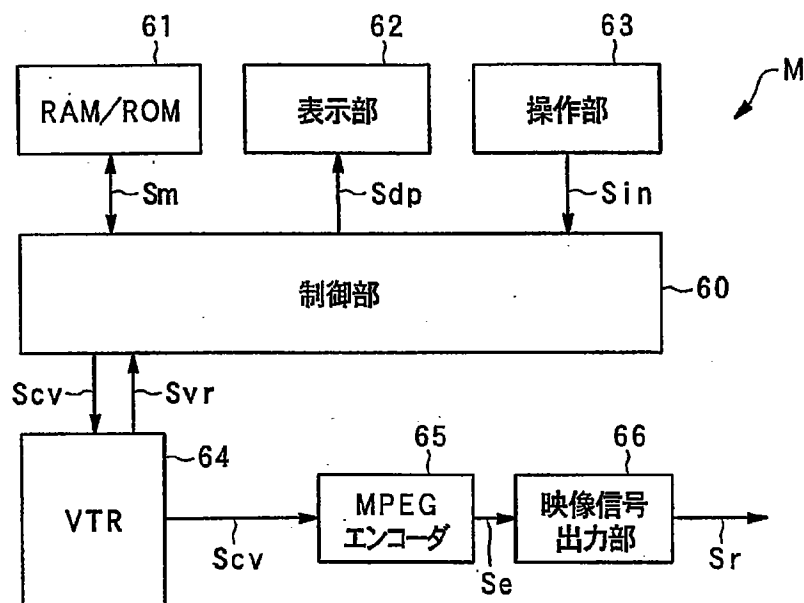 61
62
63
M
RAM/ROM
表示部
操作部
Sm
Sdp
Sin
制御部
60
Scv
Svr
64
65
66
VTR
MPEG
エンコーダ
映像信号
出力部
Scv
Se
Sr